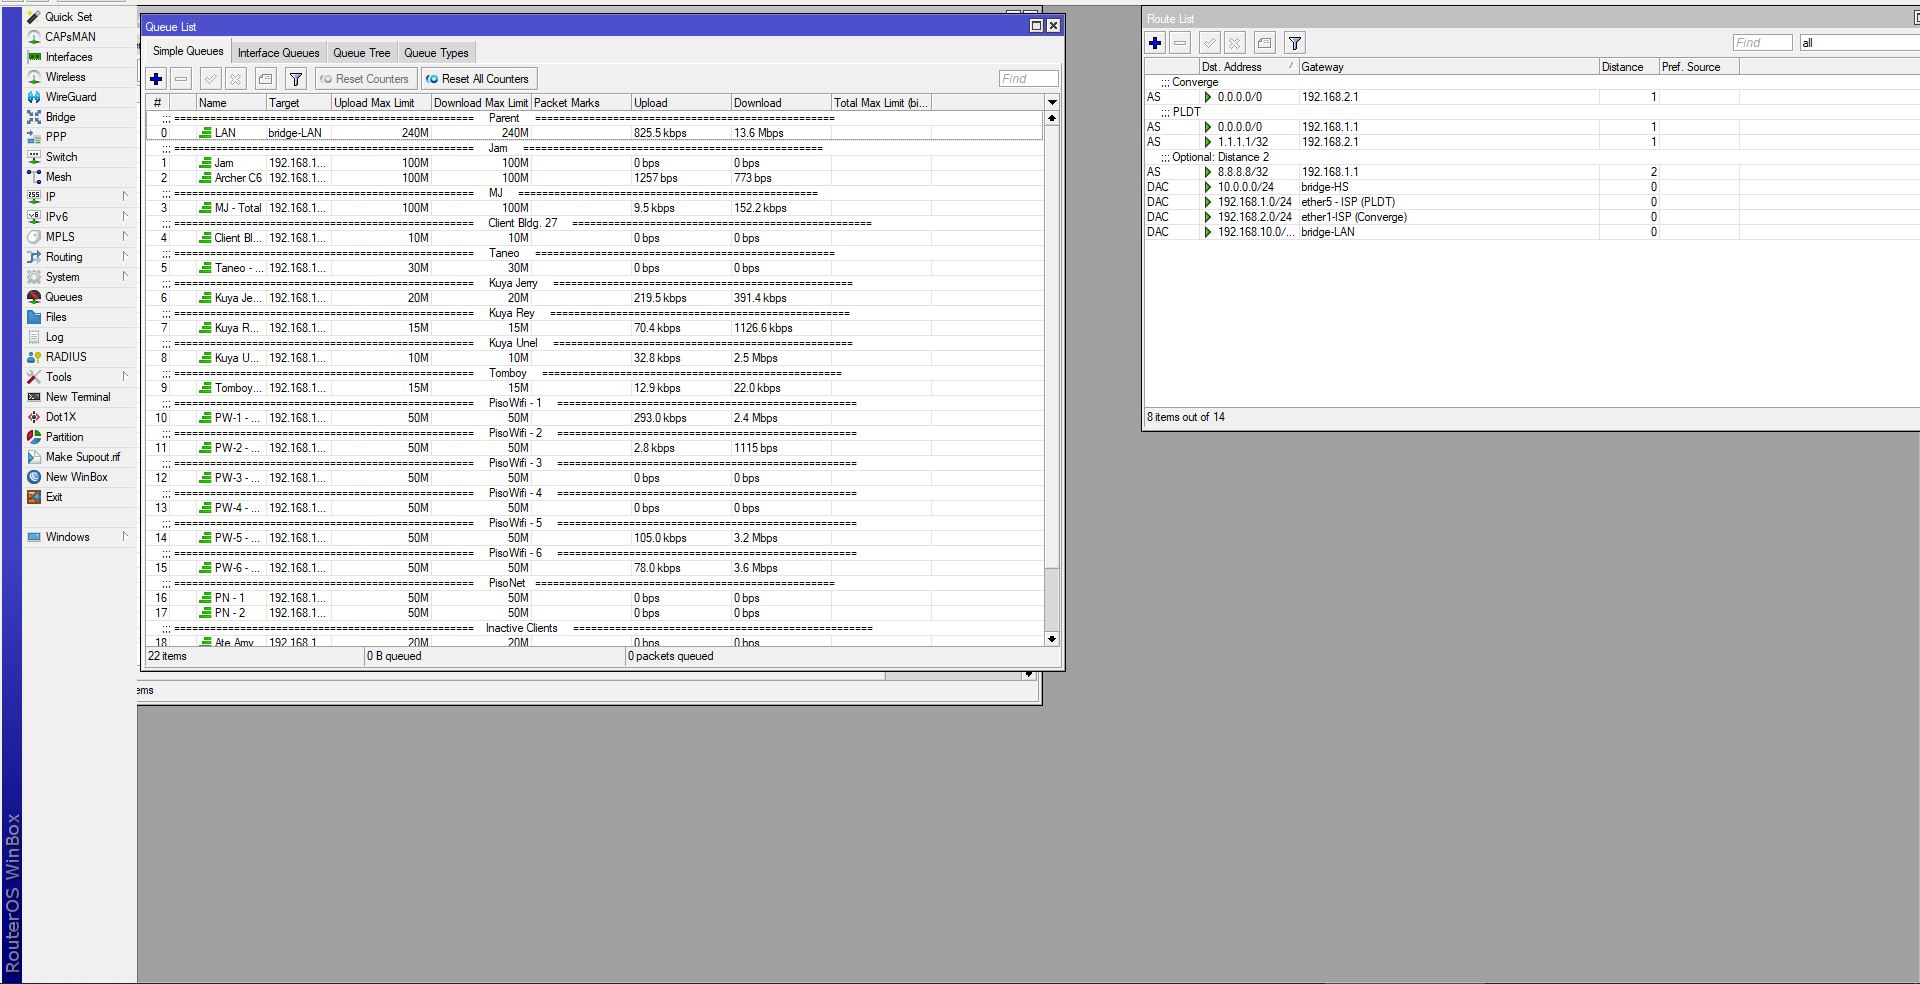 Quick Set
CAPsMAN
Interfaces
Wireless
WireGuard
Bridge
PPP
Switch
Mesh
IP
IPv6
MPLS
Routing
System
Queues
Files
Log
RADIUS
Tools
New Terminal
Dot1X
Partition
Make Supout.rif
New WinBox
Exit
Windows
RouterOS WinBox
Queue List
Simple Queues Interface Queues Queue Tree Queue Types
Reset Counters Reset All Counters Find
# Name Target Upload Max Limit Download Max Limit Packet Marks Upload Download Total Max Limit (bi...
;;; ================================================== Parent ==================================================
0 LAN bridge-LAN 240M 240M 825.5 kbps 13.6 Mbps
;;; ================================================== Jam ==================================================
1 Jam 192.168.1... 100M 100M 0 bps 0 bps
2 Archer C6 192.168.1... 100M 100M 1257 bps 773 bps
;;; ================================================== MJ ==================================================
3 MJ - Total 192.168.1... 100M 100M 9.5 kbps 152.2 kbps
;;; ================================================== Client Bldg. 27 ==================================================
4 Client Bl... 192.168.1... 10M 10M 0 bps 0 bps
;;; ================================================== Taneo ==================================================
5 Taneo - ... 192.168.1... 30M 30M 0 bps 0 bps
;;; ================================================== Kuya Jerry ==================================================
6 Kuya Je... 192.168.1... 20M 20M 219.5 kbps 391.4 kbps
;;; ================================================== Kuya Rey ==================================================
7 Kuya R... 192.168.1... 15M 15M 70.4 kbps 1126.6 kbps
;;; ================================================== Kuya Unel ==================================================
8 Kuya U... 192.168.1... 10M 10M 32.8 kbps 2.5 Mbps
;;; ================================================== Tomboy ==================================================
9 Tomboy... 192.168.1... 15M 15M 12.9 kbps 22.0 kbps
;;; ================================================== PisoWifi - 1 ==================================================
10 PW-1 - ... 192.168.1... 50M 50M 293.0 kbps 2.4 Mbps
;;; ================================================== PisoWifi - 2 ==================================================
11 PW-2 - ... 192.168.1... 50M 50M 2.8 kbps 1115 bps
;;; ================================================== PisoWifi - 3 ==================================================
12 PW-3 - ... 192.168.1... 50M 50M 0 bps 0 bps
;;; ================================================== PisoWifi - 4 ==================================================
13 PW-4 - ... 192.168.1... 50M 50M 0 bps 0 bps
;;; ================================================== PisoWifi - 5 ==================================================
14 PW-5 - ... 192.168.1... 50M 50M 105.0 kbps 3.2 Mbps
;;; ================================================== PisoWifi - 6 ==================================================
15 PW-6 - ... 192.168.1... 50M 50M 78.0 kbps 3.6 Mbps
;;; ================================================== PisoNet ==================================================
16 PN - 1 192.168.1... 50M 50M 0 bps 0 bps
17 PN - 2 192.168.1... 50M 50M 0 bps 0 bps
;;; ================================================== Inactive Clients ==================================================
18 Ate Amy 192.168.1 20M 20M 0 bps 0 bps
22 items 0 B queued 0 packets queued
ems
Route List
Find all
Dst. Address Gateway Distance Pref. Source
;;; Converge
AS 0.0.0.0/0 192.168.2.1 1
;;; PLDT
AS 0.0.0.0/0 192.168.1.1 1
AS 1.1.1.1/32 192.168.2.1 1
;;; Optional: Distance 2
AS 8.8.8.8/32 192.168.1.1 2
DAC 10.0.0.0/24 bridge-HS 0
DAC 192.168.1.0/24 ether5 - ISP (PLDT) 0
DAC 192.168.2.0/24 ether1-ISP (Converge) 0
DAC 192.168.10.0/... bridge-LAN 0
8 items out of 14